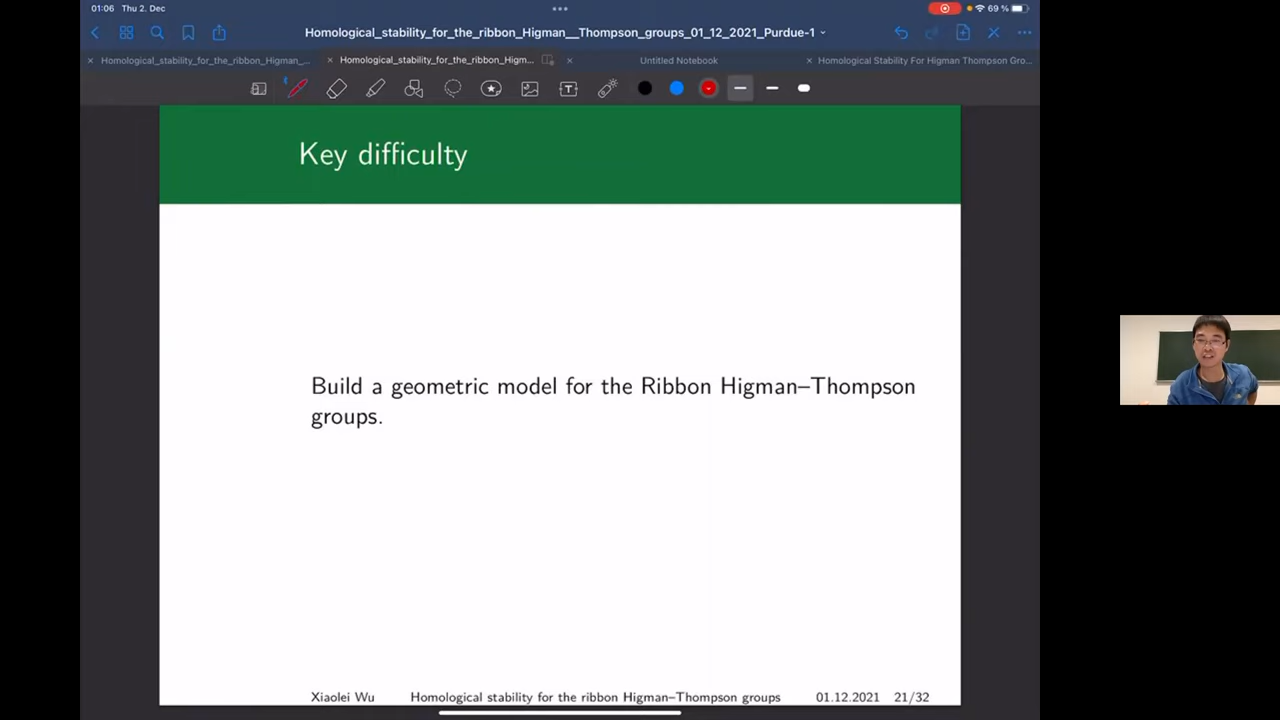 01:06 Thu 2. Dec
69 %
Homological_stability_for_the_ribbon_Higman__Thompson_groups_01_12_2021_Purdue-1
Homological_stability_for_the_ribbon_Higman_...
Homological_stability_for_the_ribbon_Higm...
Untitled Notebook
Homological Stability For Higman Thompson Gro...
Key difficulty
Build a geometric model for the Ribbon Higman–Thompson
groups.
Xiaolei Wu Homological stability for the ribbon Higman–Thompson groups 01.12.2021 21/32